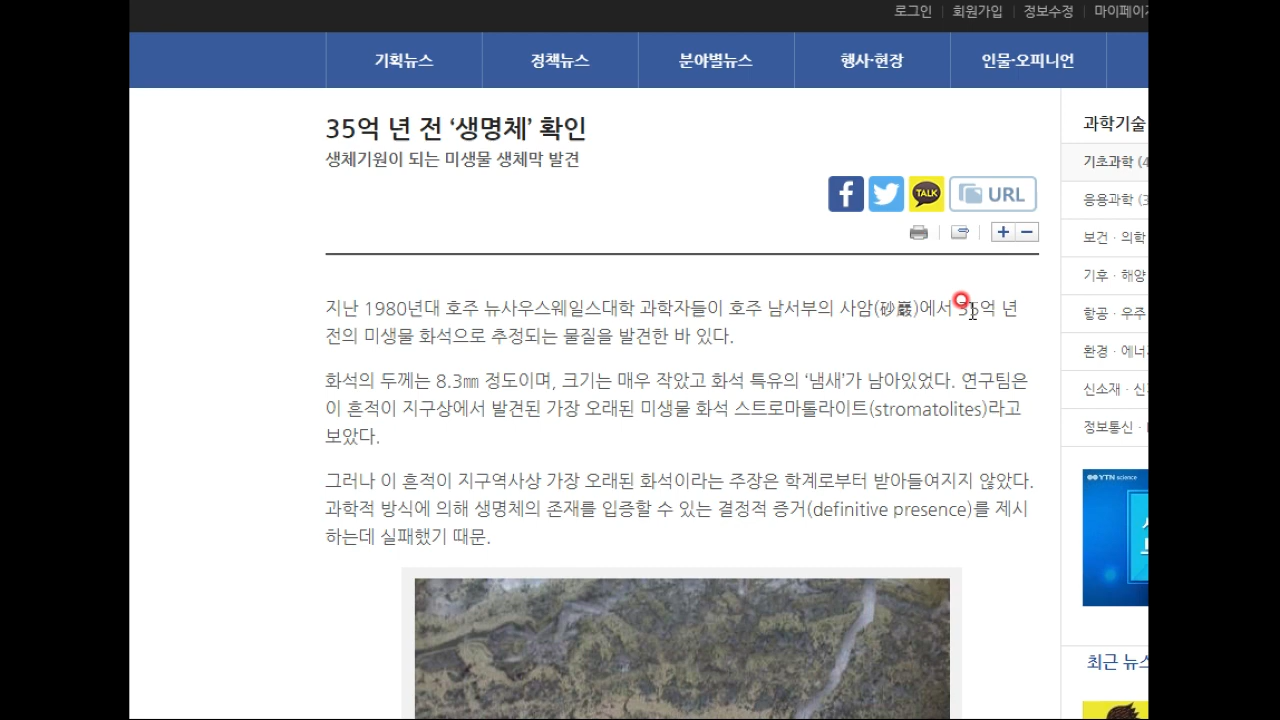 로그인 회원가입 정보수정 마이페이지
기획뉴스 정책뉴스 분야별뉴스 행사·현장 인물·오피니언
35억 년 전 ‘생명체’ 확인
생체기원이 되는 미생물 생체막 발견
TALK URL
지난 1980년대 호주 뉴사우스웨일스대학 과학자들이 호주 남서부의 사암(砂巖)에서 35억 년
전의 미생물 화석으로 추정되는 물질을 발견한 바 있다.
화석의 두께는 8.3㎜ 정도이며, 크기는 매우 작았고 화석 특유의 ‘냄새’가 남아있었다. 연구팀은
이 흔적이 지구상에서 발견된 가장 오래된 미생물 화석 스트로마톨라이트(stromatolites)라고
보았다.
그러나 이 흔적이 지구역사상 가장 오래된 화석이라는 주장은 학계로부터 받아들여지지 않았다.
과학적 방식에 의해 생명체의 존재를 입증할 수 있는 결정적 증거(definitive presence)를 제시
하는데 실패했기 때문.
과학기술
기초과학 (4
응용과학 (3
보건 · 의학
기후 · 해양
항공 · 우주
환경 · 에너지
신소재 · 신
정보통신 ·
YTN science
최근 뉴스